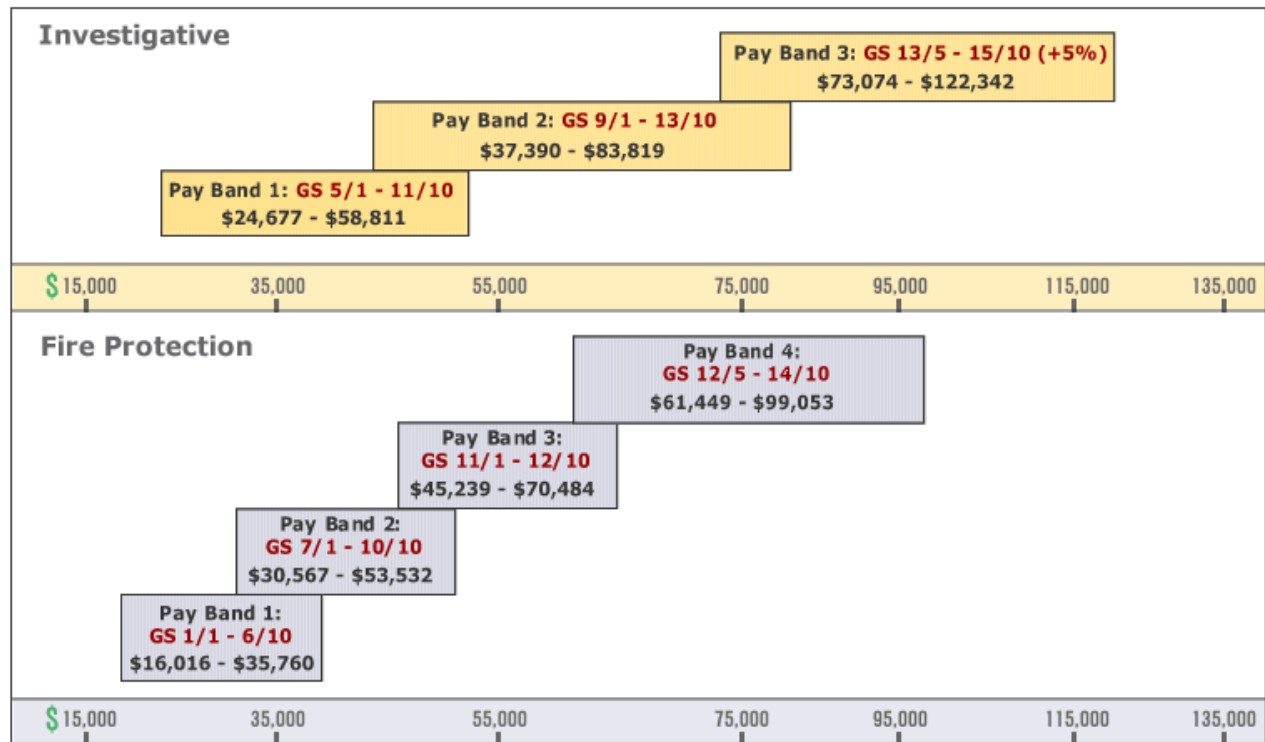 Investigative
Pay Band 3: GS 13/5 - 15/10 (+5%)
$73,074 - $122,342
Pay Band 2: GS 9/1 - 13/10
$37,390 - $83,819
Pay Band 1: GS 5/1 - 11/10
$24,677 - $58,811
$ 15,000 35,000 55,000 75,000 95,000 115,000 135,000
Fire Protection
Pay Band 4:
GS 12/5 - 14/10
$61,449 - $99,053
Pay Band 3:
GS 11/1 - 12/10
$45,239 - $70,484
Pay Band 2:
GS 7/1 - 10/10
$30,567 - $53,532
Pay Band 1:
GS 1/1 - 6/10
$16,016 - $35,760
$ 15,000 35,000 55,000 75,000 95,000 115,000 135,000